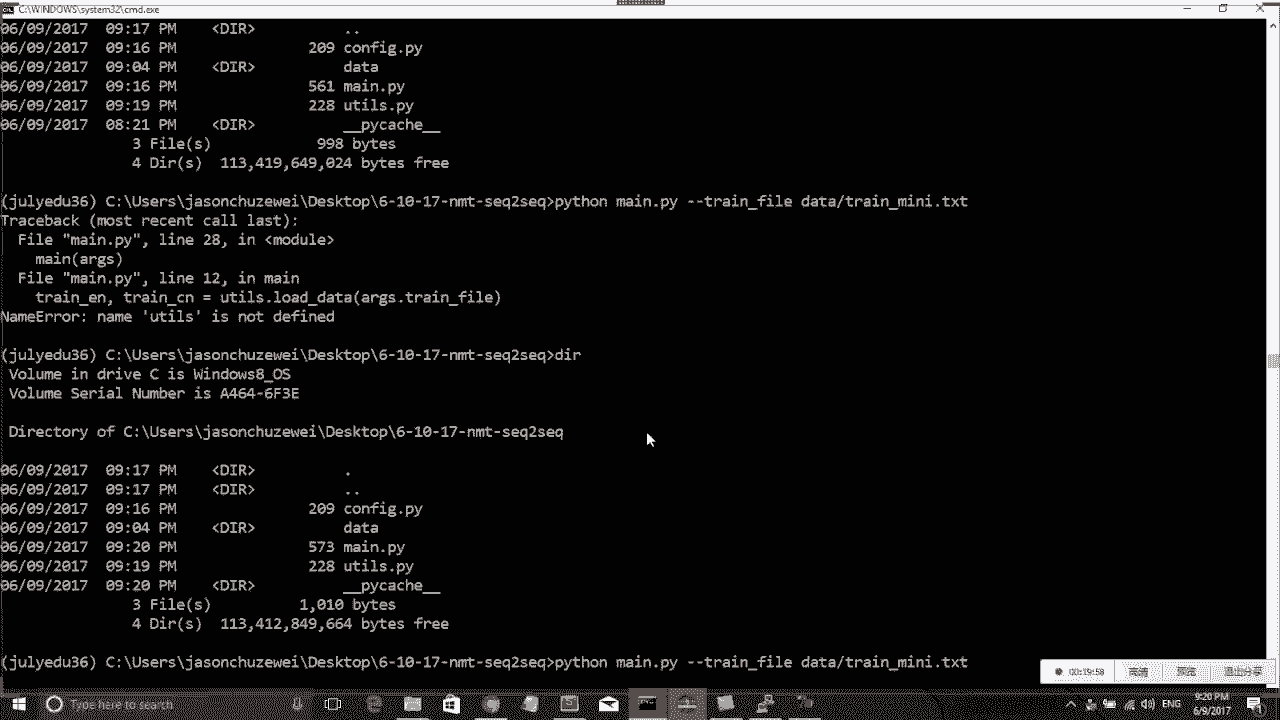 C:\WINDOWS\system32\cmd.exe
06/09/2017  09:17 PM    <DIR>          ..
06/09/2017  09:16 PM               209 config.py
06/09/2017  09:04 PM    <DIR>          data
06/09/2017  09:16 PM               561 main.py
06/09/2017  09:19 PM               228 utils.py
06/09/2017  08:21 PM    <DIR>          __pycache__
3 File(s)            998 bytes
4 Dir(s)  113,419,649,024 bytes free
(julyedu36) C:\Users\jasonchuzewei\Desktop\6-10-17-nmt-seq2seq>python main.py --train_file data/train_mini.txt
Traceback (most recent call last):
File "main.py", line 28, in <module>
main(args)
File "main.py", line 12, in main
train_en, train_cn = utils.load_data(args.train_file)
NameError: name 'utils' is not defined
(julyedu36) C:\Users\jasonchuzewei\Desktop\6-10-17-nmt-seq2seq>dir
Volume in drive C is Windows8_OS
Volume Serial Number is A464-6F3E
Directory of C:\Users\jasonchuzewei\Desktop\6-10-17-nmt-seq2seq
06/09/2017  09:17 PM    <DIR>          .
06/09/2017  09:17 PM    <DIR>          ..
06/09/2017  09:16 PM               209 config.py
06/09/2017  09:04 PM    <DIR>          data
06/09/2017  09:20 PM               573 main.py
06/09/2017  09:19 PM               228 utils.py
06/09/2017  09:20 PM    <DIR>          __pycache__
3 File(s)          1,010 bytes
4 Dir(s)  113,412,849,664 bytes free
(julyedu36) C:\Users\jasonchuzewei\Desktop\6-10-17-nmt-seq2seq>python main.py --train_file data/train_mini.txt
00:19:58
Type here to search
ENG
9:20 PM
6/9/2017